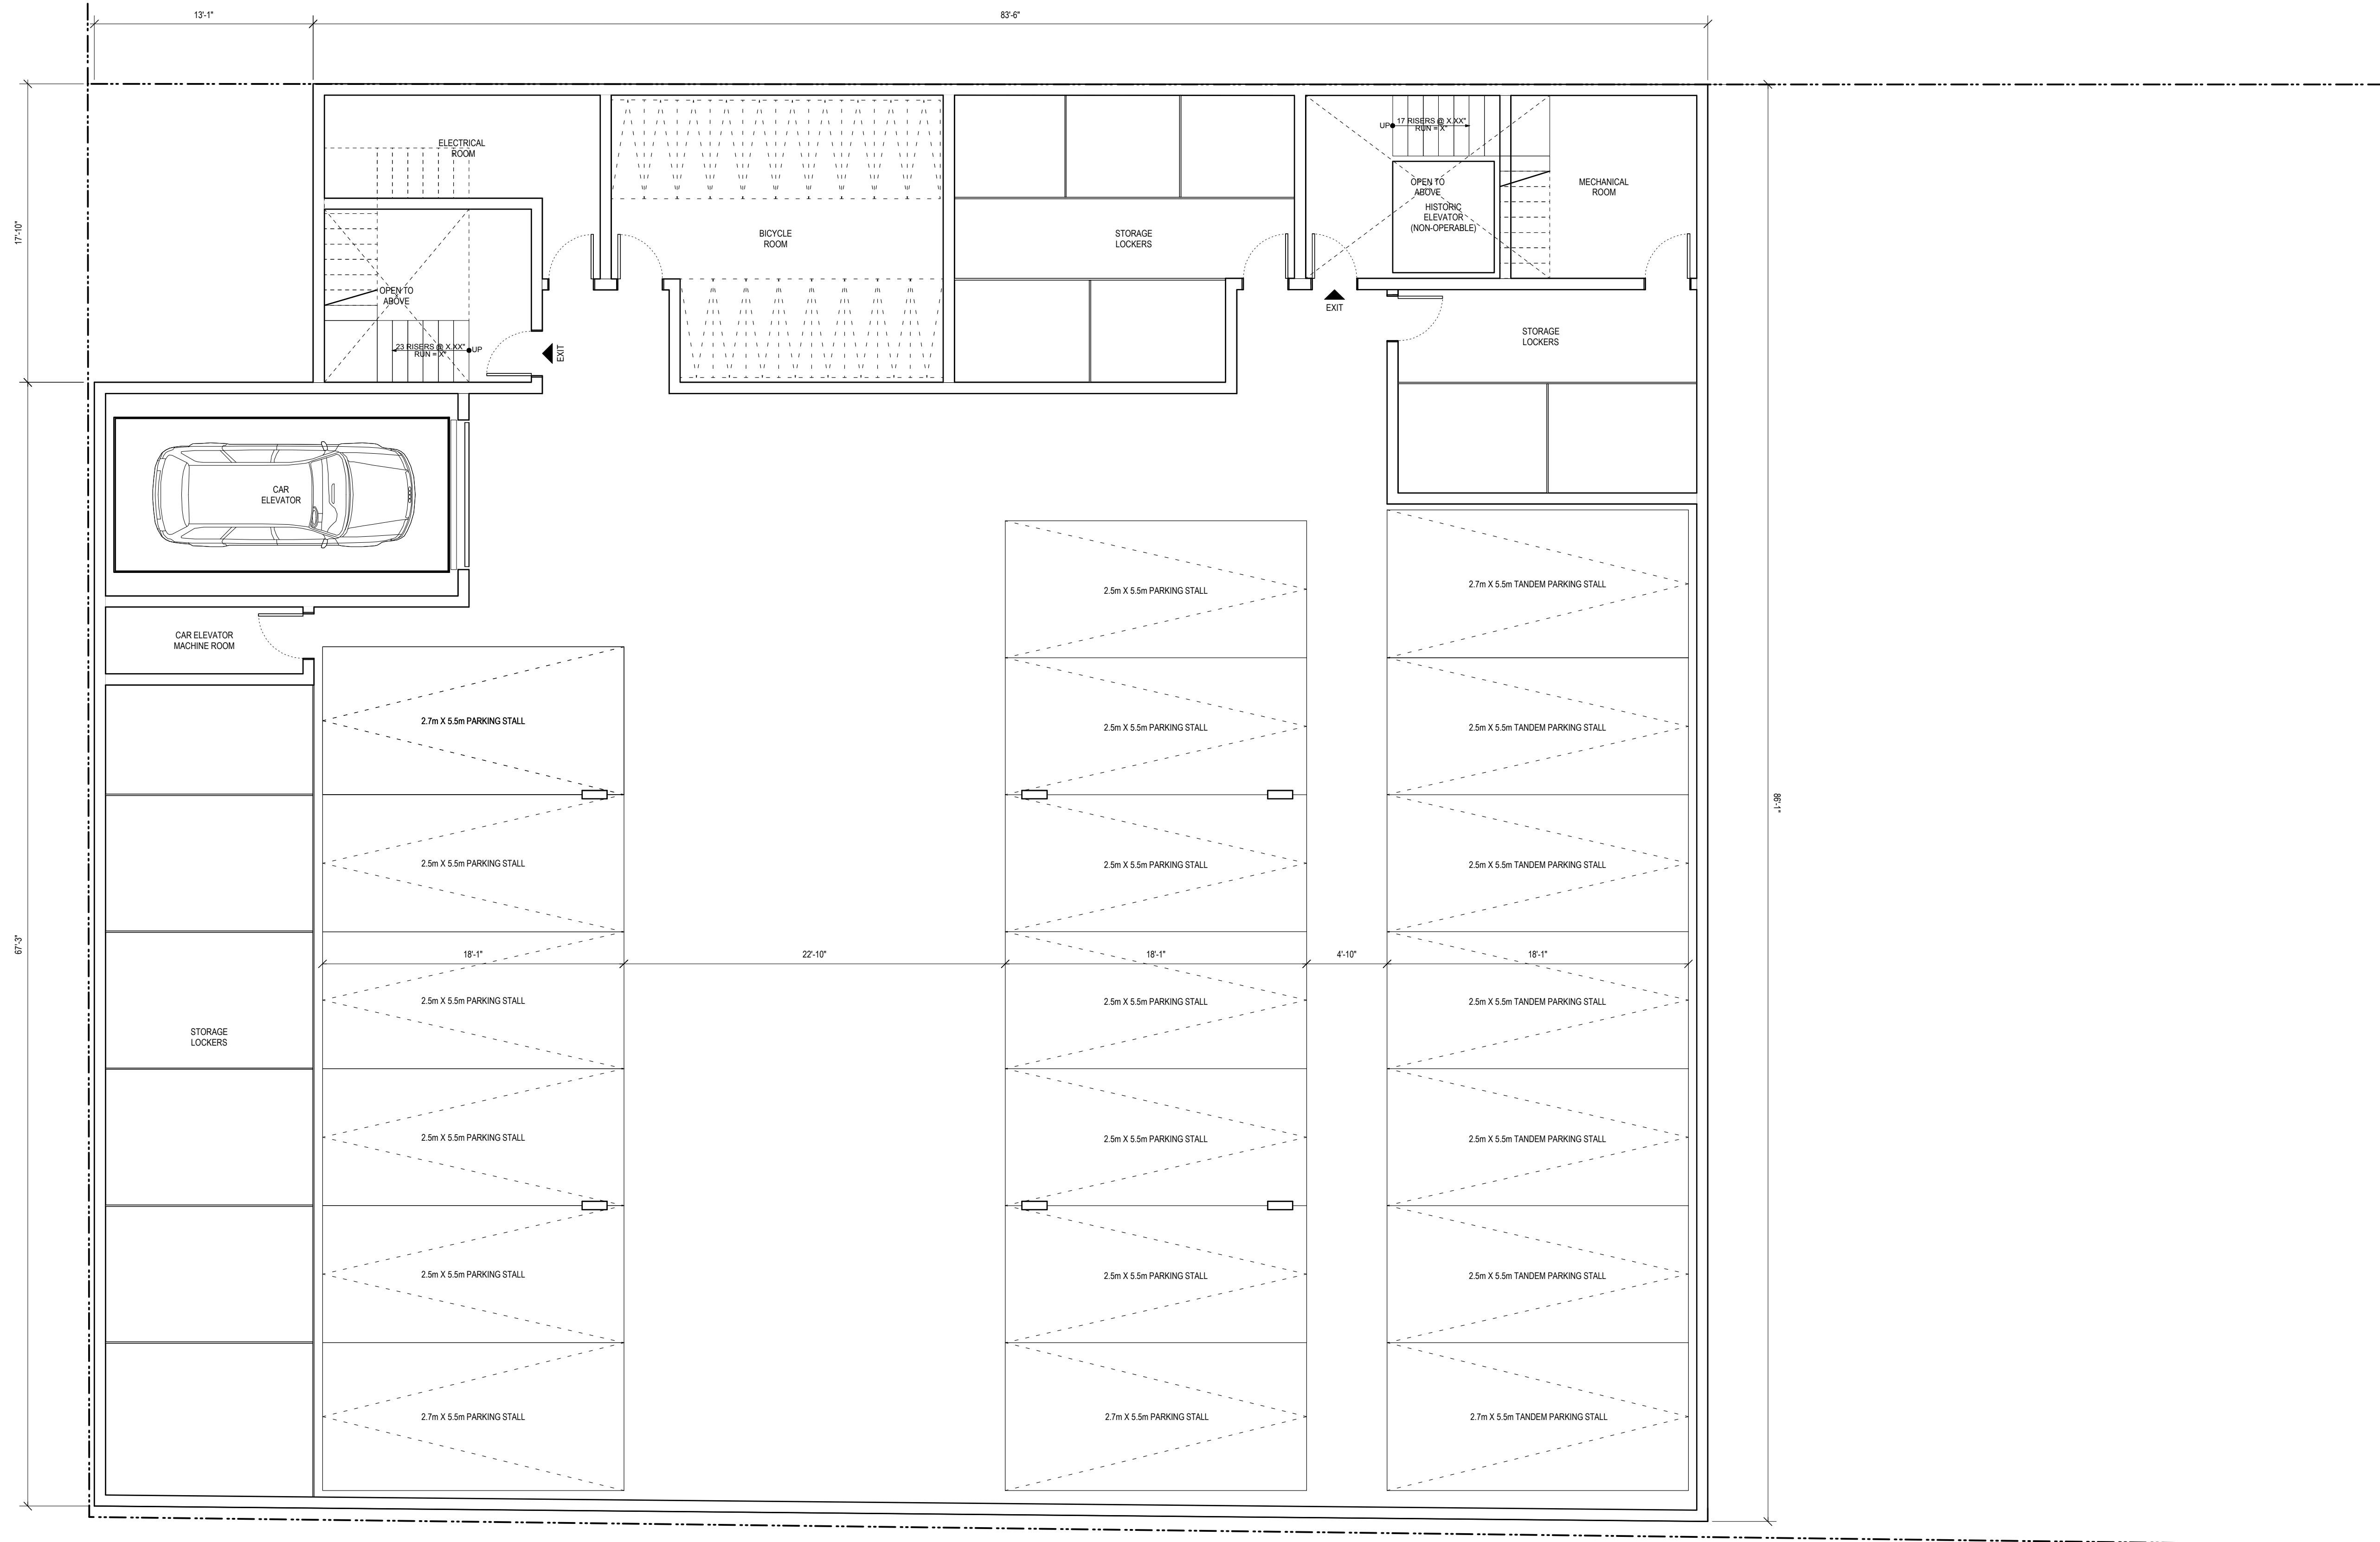 13'-1"
83'-6"
17'-10"
ELECTRICAL
ROOM
BICYCLE
ROOM
STORAGE
LOCKERS
UP
17 RISERS @ X.XX"
RUN = X"
OPEN TO
ABOVE
HISTORIC
ELEVATOR
(NON-OPERABLE)
MECHANICAL
ROOM
OPEN TO
ABOVE
23 RISERS @ X.XX"
RUN = X"
UP
EXIT
EXIT
STORAGE
LOCKERS
CAR
ELEVATOR
CAR ELEVATOR
MACHINE ROOM
2.5m X 5.5m PARKING STALL
2.7m X 5.5m TANDEM PARKING STALL
2.7m X 5.5m PARKING STALL
2.5m X 5.5m PARKING STALL
2.5m X 5.5m TANDEM PARKING STALL
86'-1"
2.5m X 5.5m PARKING STALL
2.5m X 5.5m PARKING STALL
2.5m X 5.5m TANDEM PARKING STALL
67'-3"
18'-1"
22'-10"
18'-1"
4'-10"
18'-1"
2.5m X 5.5m PARKING STALL
2.5m X 5.5m PARKING STALL
2.5m X 5.5m TANDEM PARKING STALL
STORAGE
LOCKERS
2.5m X 5.5m PARKING STALL
2.5m X 5.5m PARKING STALL
2.5m X 5.5m TANDEM PARKING STALL
2.5m X 5.5m PARKING STALL
2.5m X 5.5m PARKING STALL
2.5m X 5.5m TANDEM PARKING STALL
2.7m X 5.5m PARKING STALL
2.7m X 5.5m PARKING STALL
2.7m X 5.5m TANDEM PARKING STALL